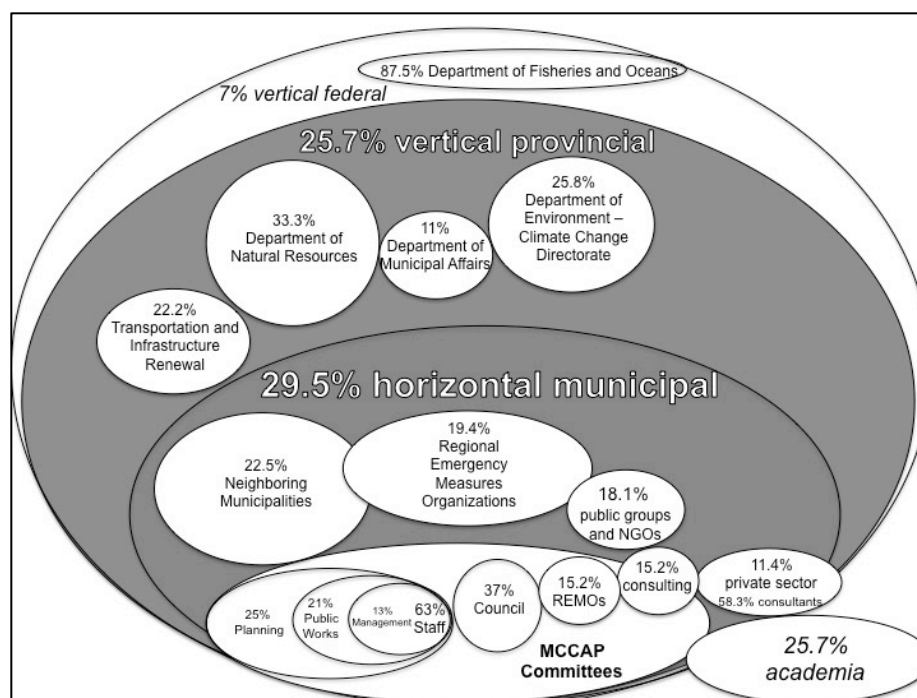 87.5% Department of Fisheries and Oceans
7% vertical federal
25.7% vertical provincial
33.3%
Department of
Natural Resources
11%
Department of
Municipal Affairs
25.8%
Department of
Environment –
Climate Change
Directorate
22.2%
Transportation and
Infrastructure
Renewal
29.5% horizontal municipal
22.5%
Neighboring
Municipalities
19.4%
Regional
Emergency
Measures
Organizations
18.1%
public groups
and NGOs
25%
Planning
21%
Public
Works
13%
Management
63%
Staff
37%
Council
15.2%
REMOs
15.2%
consulting
11.4%
private sector
58.3% consultants
MCCAP
Committees
25.7%
academia